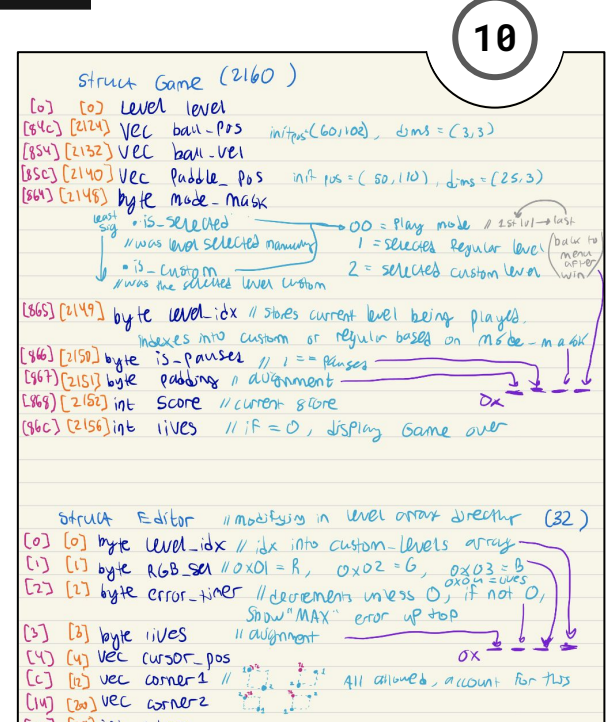 10
Struct Game (2160)
[0] [0] Level level
[84c] [2124] Vec ball_Pos initpos=(60,102), dims = (3,3)
[854] [2132] Vec ball_vel
[85C] [2140] Vec Paddle_Pos init pos = (50,110), dims = (25,3)
[864] [2148] byte mode_mask
least sig • is_selected 00 = Play mode // 1st lvl → last
// was level selected manually 1 = selected Regular level (back to menu after win)
• is_custom 2 = selected custom level
// was the selected level custom
[865] [2149] byte level_idx // stores current level being played.
indexes into custom or regular based on mode_mask
[866] [2150] byte is_pauses // 1 == Pauses
[867] [2151] byte padding // alignment
[868] [2152] int Score // current score 0x _ _ _ _
[86c] [2156] int lives // if = 0, display Game over
Struct Editor // modifying in level array directly (32)
[0] [0] byte level_idx // idx into custom_levels array
[1] [1] byte RGB_Sel // 0x01 = R, 0x02 = G, 0x03 = B
0x04 = lives
[2] [2] byte error_timer // decrements unless 0, if not 0,
Show "MAX" error up top
[3] [3] byte lives // alignment
[4] [4] Vec cursor_pos 0x _ _ _ _
[C] [12] vec corner1 // All allowed, account for this
[14] [20] vec corner2